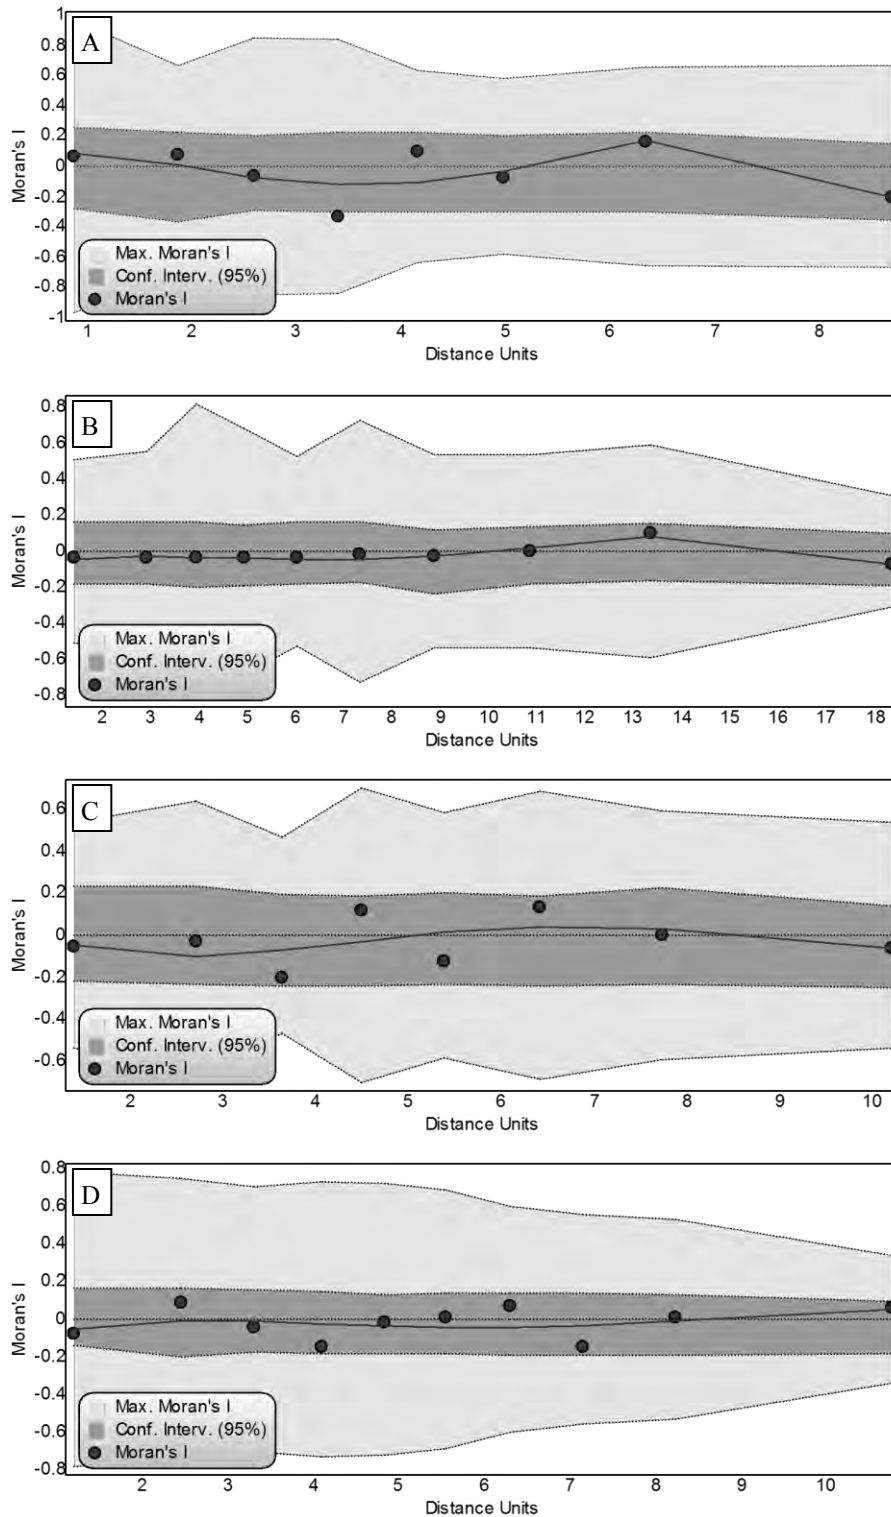 A
1
0.8
0.6
0.4
0.2
0
-0.2
-0.4
-0.6
-0.8
-1
Moran's I
Max. Moran's I
Conf. Interv. (95%)
Moran's I
1 2 3 4 5 6 7 8
Distance Units
B
0.8
0.6
0.4
0.2
0
-0.2
-0.4
-0.6
-0.8
Moran's I
Max. Moran's I
Conf. Interv. (95%)
Moran's I
2 3 4 5 6 7 8 9 10 11 12 13 14 15 16 17 18
Distance Units
C
0.6
0.4
0.2
0
-0.2
-0.4
-0.6
Moran's I
Max. Moran's I
Conf. Interv. (95%)
Moran's I
2 3 4 5 6 7 8 9 10
Distance Units
D
0.8
0.6
0.4
0.2
0
-0.2
-0.4
-0.6
-0.8
Moran's I
Max. Moran's I
Conf. Interv. (95%)
Moran's I
2 3 4 5 6 7 8 9 10
Distance Units